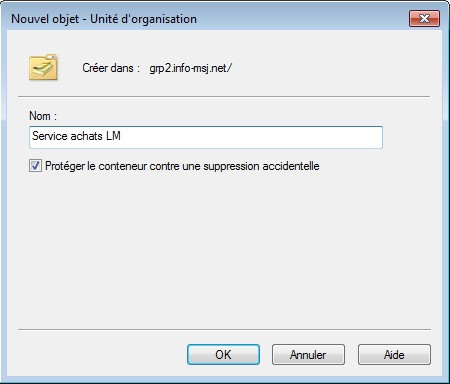 Nouvel objet - Unité d'organisation
Créer dans : grp2.info-msj.net/
Nom :
Service achats LM
Protéger le conteneur contre une suppression accidentelle
OK Annuler Aide